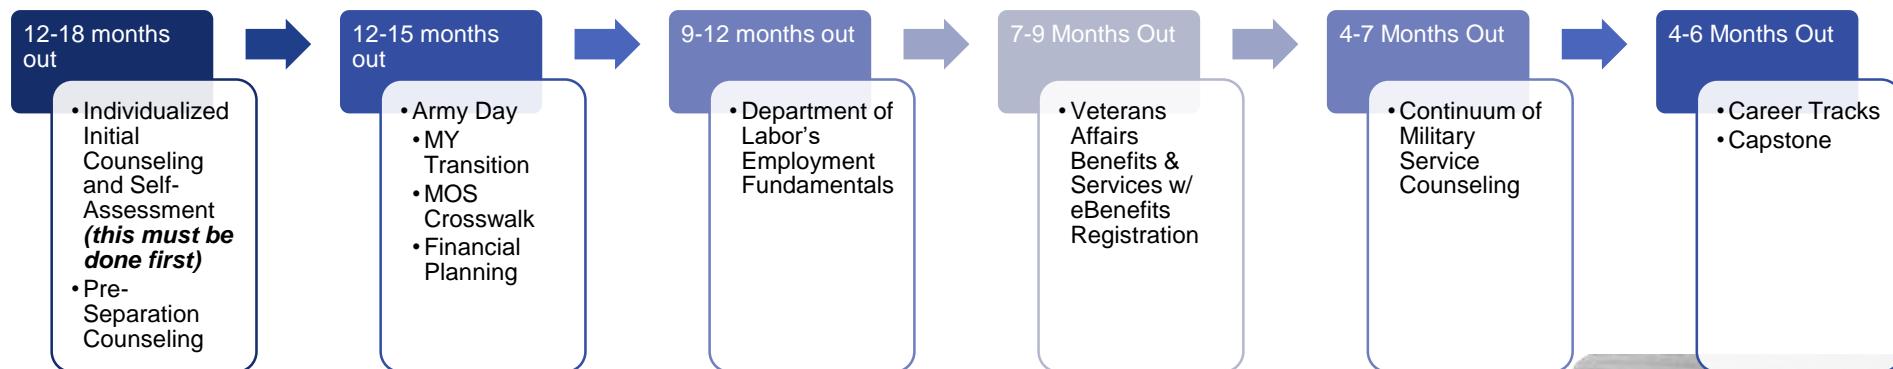 12-18 months
out
• Individualized
Initial
Counseling
and Self-
Assessment
(this must be
done first)
• Pre-
Separation
Counseling
12-15 months
out
• Army Day
• MY
Transition
• MOS
Crosswalk
• Financial
Planning
9-12 months out
• Department of
Labor’s
Employment
Fundamentals
7-9 Months Out
• Veterans
Affairs
Benefits &
Services w/
eBenefits
Registration
4-7 Months Out
• Continuum of
Military
Service
Counseling
4-6 Months Out
• Career Tracks
• Capstone